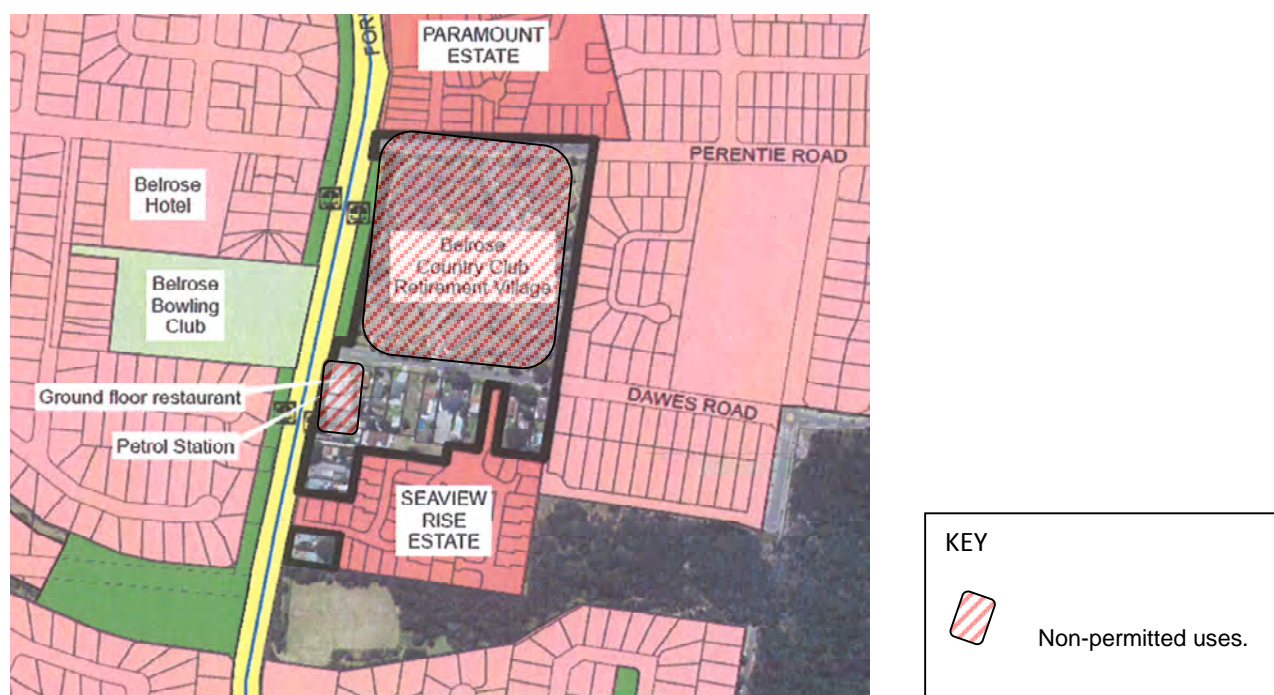 FOR
PARAMOUNT
ESTATE
PERENTIE ROAD
Belrose
Hotel
Belrose
Country Club
Retirement Village
Belrose
Bowling
Club
Ground floor restaurant
DAWES ROAD
Petrol Station
SEAVIEW
RISE
ESTATE
KEY
Non-permitted uses.